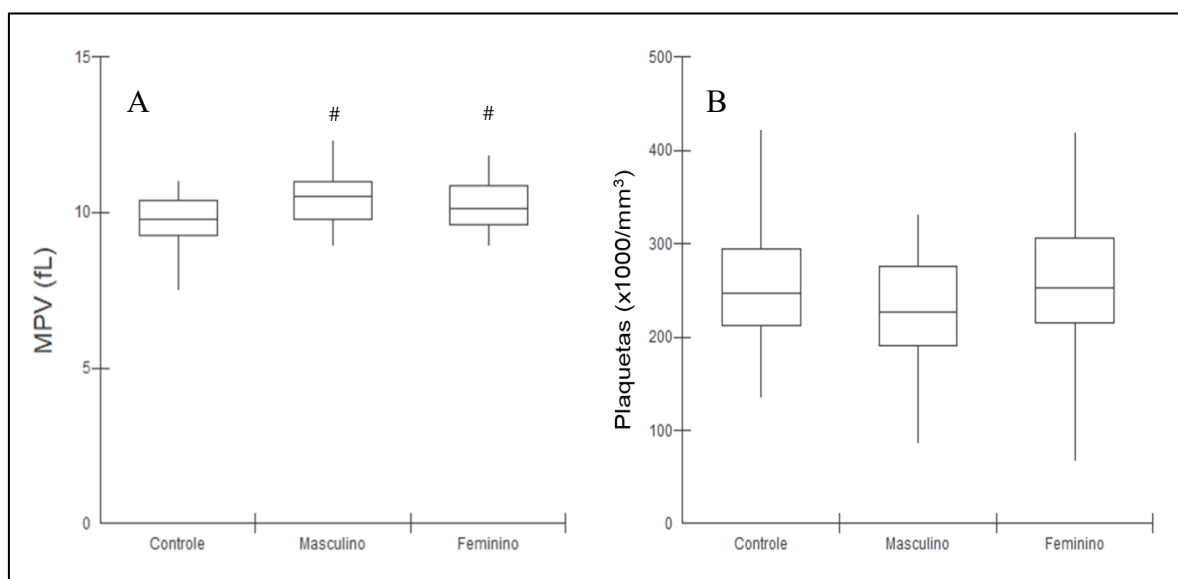 A
MPV (fL)
15
10
5
0
#
#
Controle
Masculino
Feminino
B
Plaquetas (x1000/mm³)
500
400
300
200
100
0
Controle
Masculino
Feminino